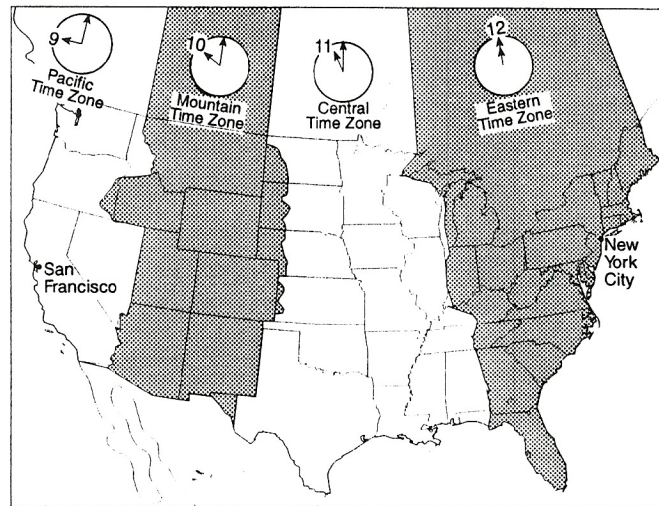 9
Pacific
Time Zone
10
Mountain
Time Zone
11
Central
Time Zone
12
Eastern
Time Zone
San
Francisco
New
York
City